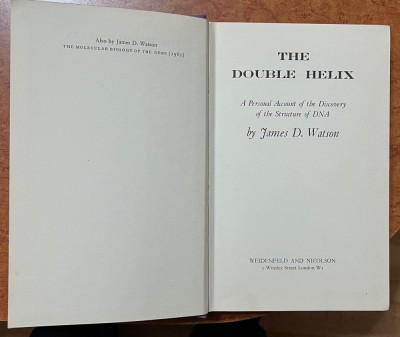 Also by James D. Watson
THE MOLECULAR BIOLOGY OF THE GENE (1965)
THE
DOUBLE HELIX
A Personal Account of the Discovery
of the Structure of DNA
by James D. Watson
WEIDENFELD AND NICOLSON
5 Winsley Street London W1